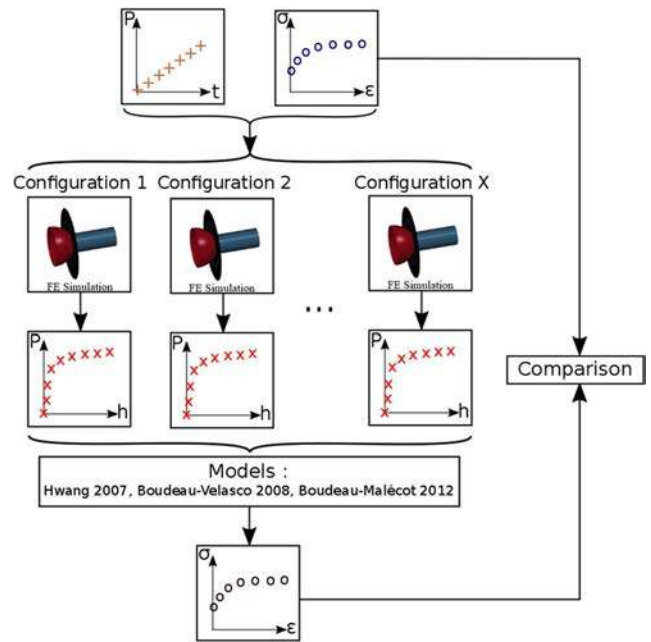 P
t
σ
ε
Configuration 1 Configuration 2 Configuration X
FE Simulation FE Simulation FE Simulation
...
P
h
P
h
P
h
Comparison
Models :
Hwang 2007, Boudeau-Velasco 2008, Boudeau-Malécot 2012
σ
ε